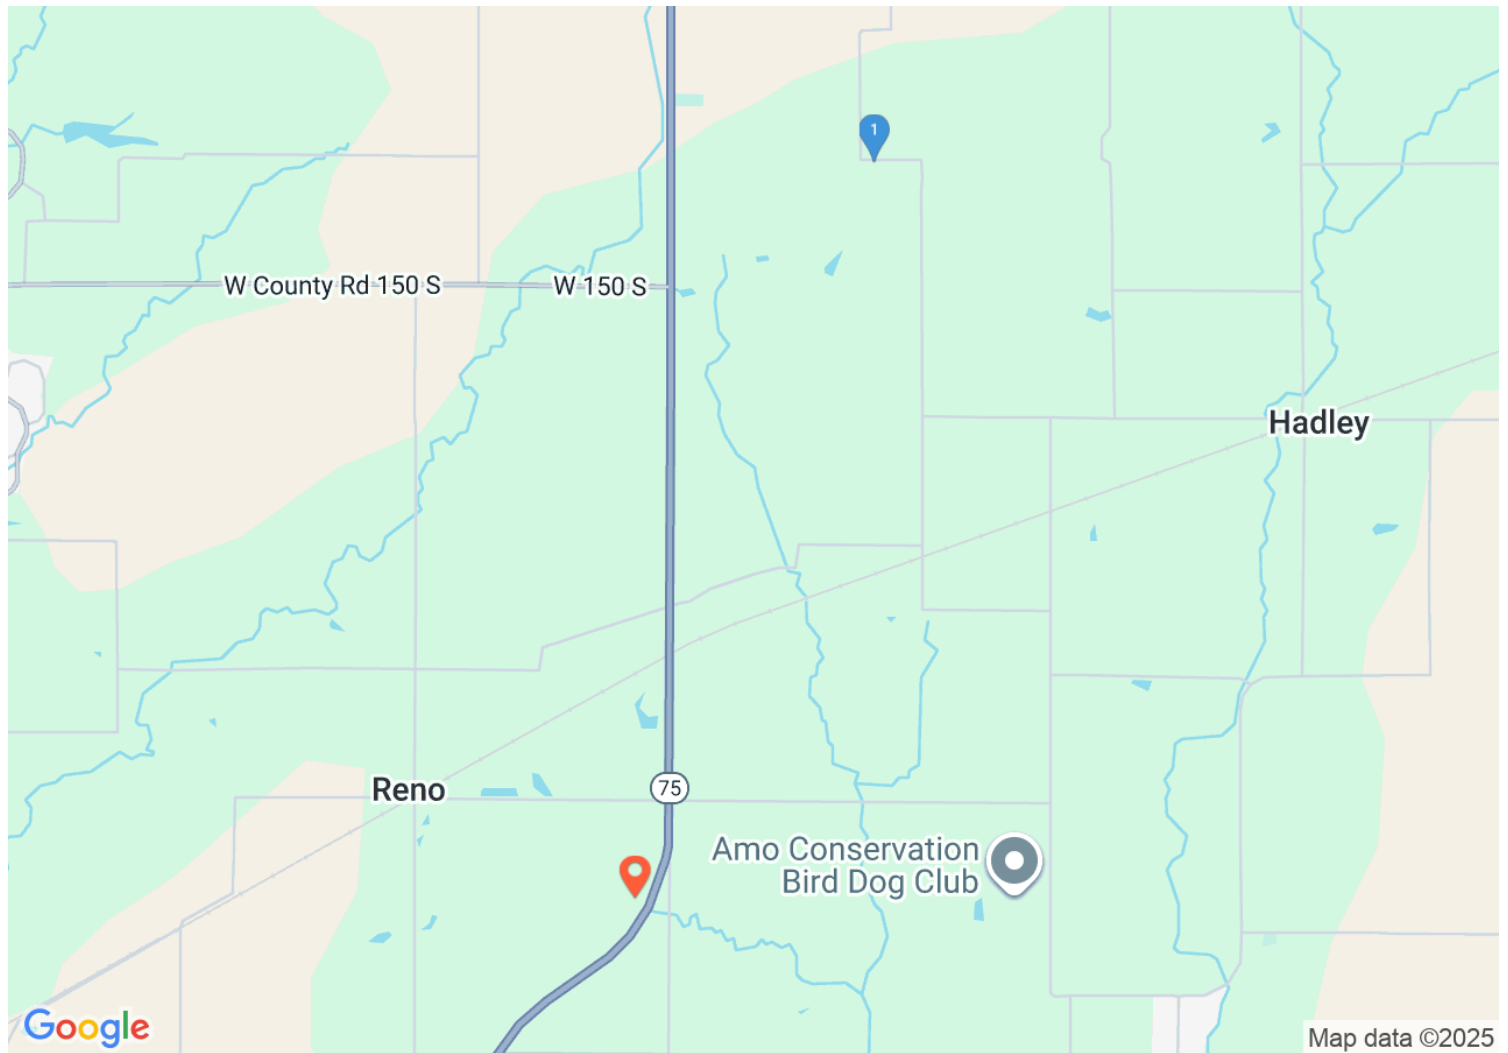 1
W County Rd 150 S
W 150 S
Hadley
Reno
75
Amo Conservation
Bird Dog Club
Google
Map data ©2025